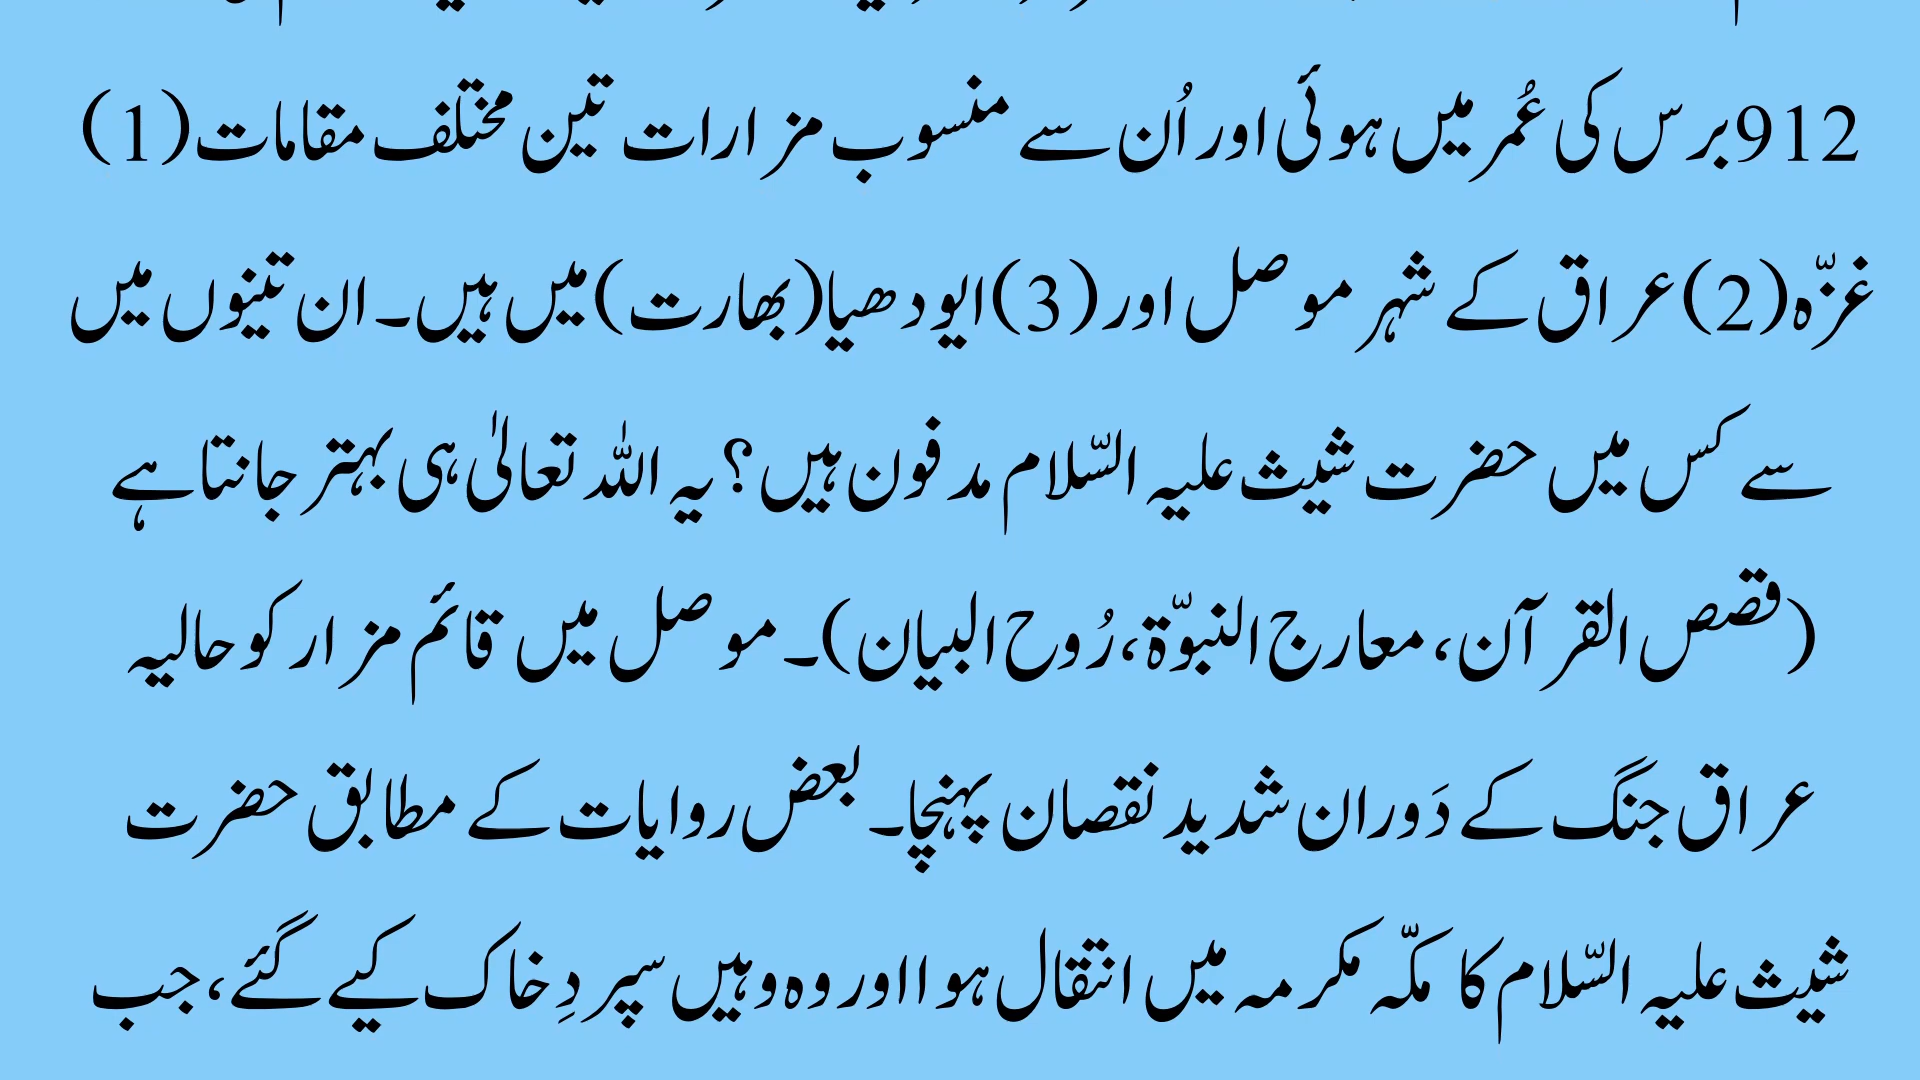 912برس کی عُمر میں ہوئی اور اُن سے منسوب مزارات تین مختلف مقامات(1)
غزّہ(2)عراق کے شہر موصل اور(3)ایودھیا(بھارت)میں ہیں۔ ان تینوں میں
سے کس میں حضرت شیث علیہ السّلام مدفون ہیں؟ یہ اللہ تعالیٰ ہی بہتر جانتا ہے
(قصص القرآن، معارج النبوّۃ،رُوح البیان)۔ موصل میں قائم مزار کو حالیہ
عراق جنگ کے دَوران شدید نقصان پہنچا۔ بعض روایات کے مطابق حضرت
شیث علیہ السّلام کا مکّہ مکرمہ میں انتقال ہوا اور وہ وہیں سپردِ خاک کیے گئے، جب